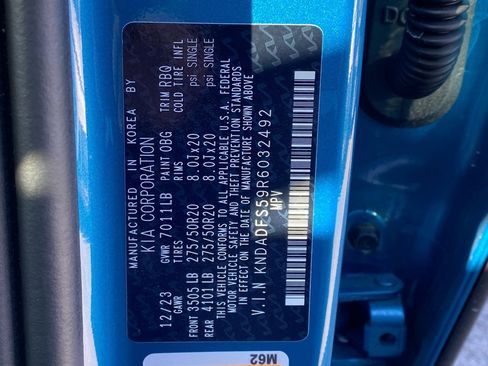 MANUFACTURED IN KOREA BY
KIA CORPORATION
12/23 GVWR 7011LB OBG TRIM RBQ
GAWR TIRES RIMS COLD TIRE INFL
FRONT 3505LB 275/50R20 8.0Jx20 psi SINGLE
REAR 4101LB 275/50R20 8.0Jx20 psi SINGLE
THIS VEHICLE CONFORMS TO ALL APPLICABLE U.S.A. FEDERAL
MOTOR VEHICLE SAFETY AND THEFT PREVENTION STANDARDS
IN EFFECT ON THE DATE OF MANUFACTURE SHOWN ABOVE
V.I.N KNDADFS59R6032492
MPV
M62